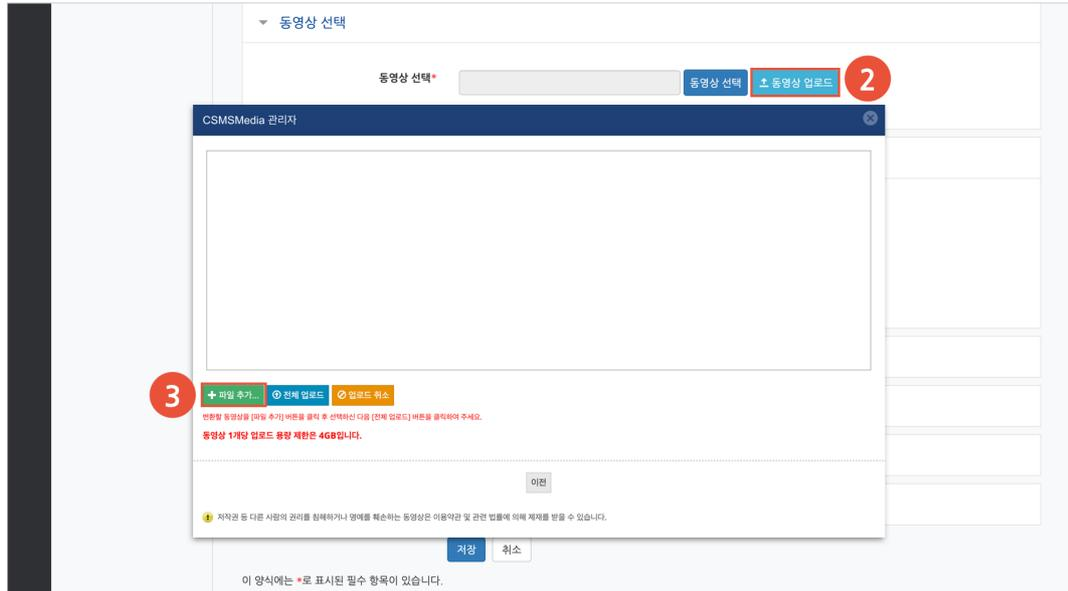 동영상 선택
동영상 선택* 동영상 선택 동영상 업로드 2
CSMSMedia 관리자
3 파일 추가... 전체 업로드 업로드 취소
변환할 동영상을 [파일 추가] 버튼을 클릭 후 선택하신 다음 [전체 업로드] 버튼을 클릭하여 주세요.
동영상 1개당 업로드 용량 제한은 4GB입니다.
이전
저작권 등 다른 사람의 권리를 침해하거나 명예를 훼손하는 동영상은 이용약관 및 관련 법률에 의해 제재를 받을 수 있습니다.
저장 취소
이 양식에는 *로 표시된 필수 항목이 있습니다.